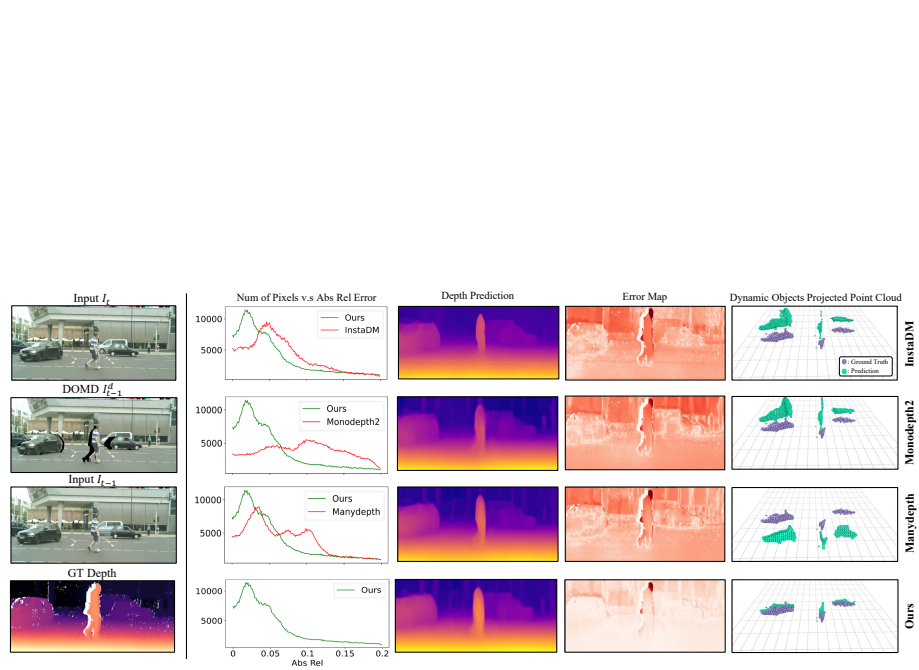 Input I_t
Num of Pixels v.s Abs Rel Error
Depth Prediction
Error Map
Dynamic Objects Projected Point Cloud
10000
5000
Ours
InstaDM
: Ground Truth
: Prediction
InstaDM
DOMD I^d_{t-1}
10000
5000
Ours
Monodepth2
Monodepth2
Input I_{t-1}
10000
5000
Ours
Manydepth
Manydepth
GT Depth
10000
5000
Ours
0 0.05 0.1 0.15 0.2
Abs Rel
Ours